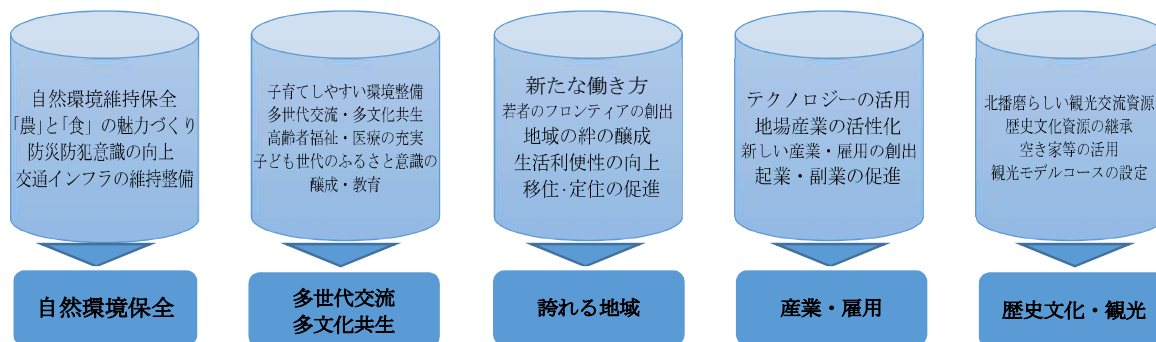 自然環境維持保全
「農」と「食」の魅力づくり
防災防犯意識の向上
交通インフラの維持整備
子育てしやすい環境整備
多世代交流・多文化共生
高齢者福祉・医療の充実
子ども世代のふるさと意識の
醸成・教育
新たな働き方
若者のフロンティアの創出
地域の絆の醸成
生活利便性の向上
移住・定住の促進
テクノロジーの活用
地場産業の活性化
新しい産業・雇用の創出
起業・副業の促進
北播磨らしい観光交流資源
歴史文化資源の継承
空き家等の活用
観光モデルコースの設定
自然環境保全
多世代交流
多文化共生
誇れる地域
産業・雇用
歴史文化・観光